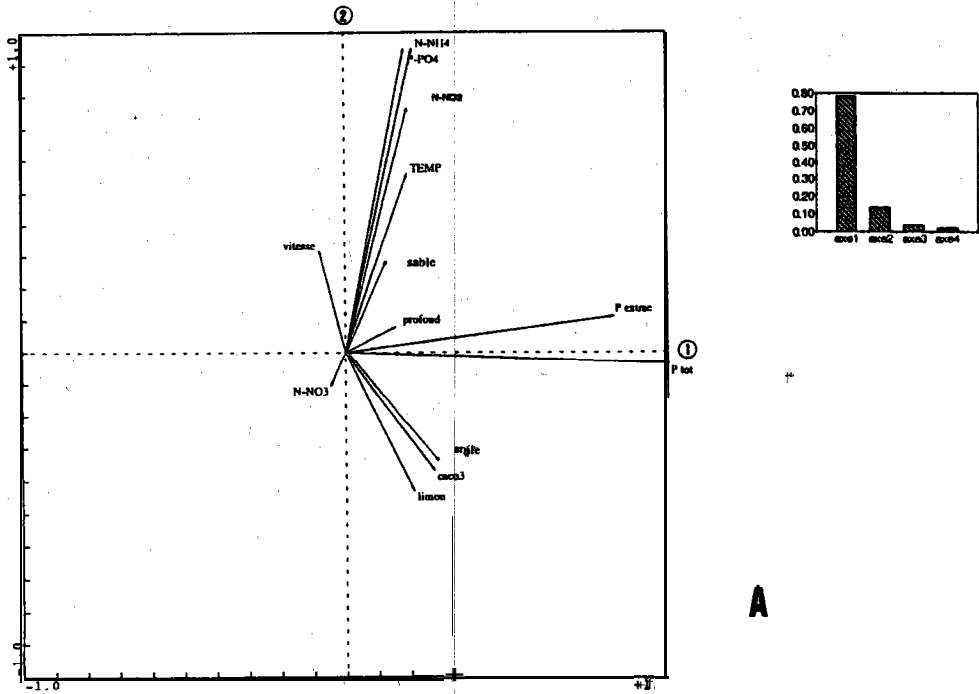 ②
+1.0
N-NH4
-PO4
N-NO2
TEMP
vitesse
sable
profond
P extrac
①
P tot
N-NO3
argile
caco3
limon
-1.0
-1.0
0.80
0.70
0.60
0.50
0.40
0.30
0.20
0.10
0.00
axe1 axe2 axe3 axe4
A